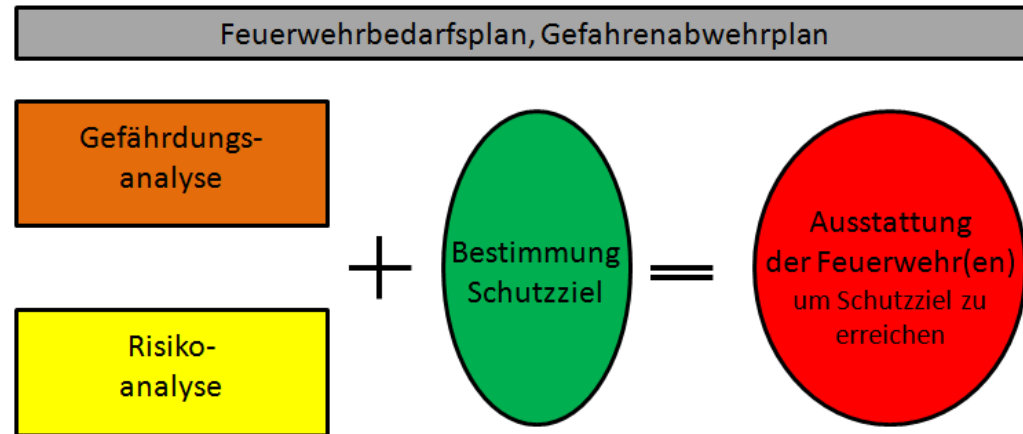 Feuerwehrbedarfsplan, Gefahrenabwehrplan
Gefährdungs-
analyse
Risiko-
analyse
+
Bestimmung
Schutzziel
=
Ausstattung
der Feuerwehr(en)
um Schutzziel zu
erreichen